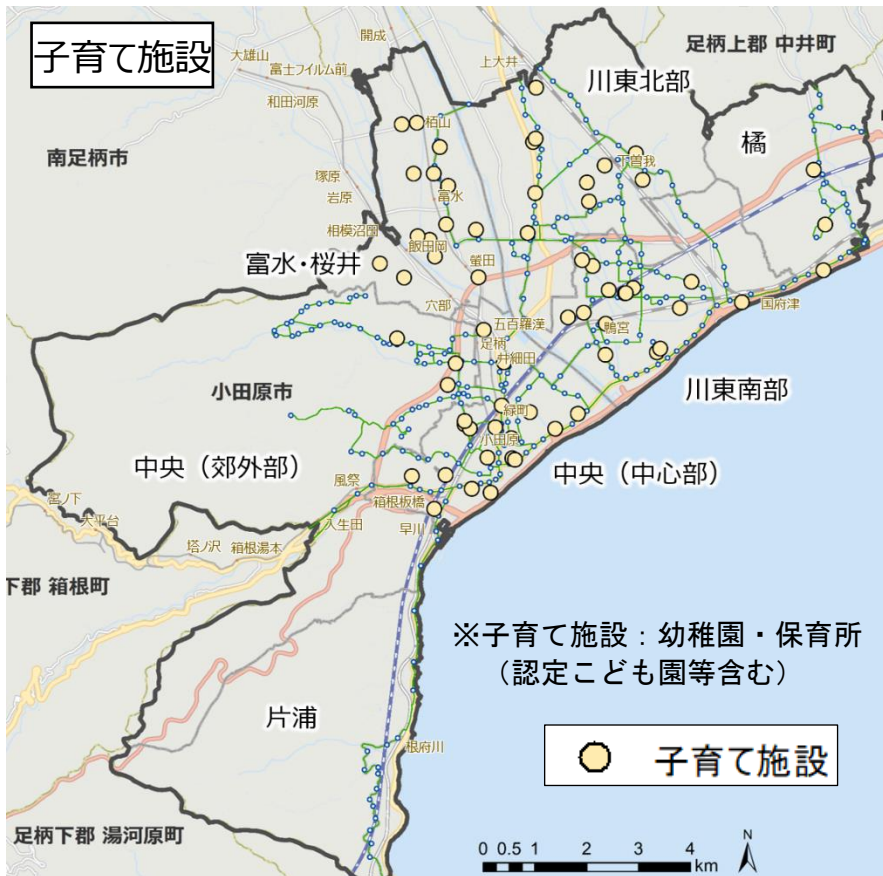 子育て施設
開成
大雄山
富士フイルム前
和田河原
上大井
足柄上郡 中井町
川東北部
栢山
橘
南足柄市
下曽我
塚原
岩原
富水
相模沼田
飯田岡
富水・桜井
螢田
穴部
国府津
五百羅漢
足柄
鴨宮
井細田
小田原市
川東南部
緑町
小田原
中央（郊外部）
中央（中心部）
風祭
宮ノ下
箱根板橋
大平台
入生田
早川
塔ノ沢
箱根湯本
下郡 箱根町
※子育て施設：幼稚園・保育所
（認定こども園等含む）
片浦
根府川
子育て施設
足柄下郡 湯河原町
0 0.5 1 2 3 4
km
N